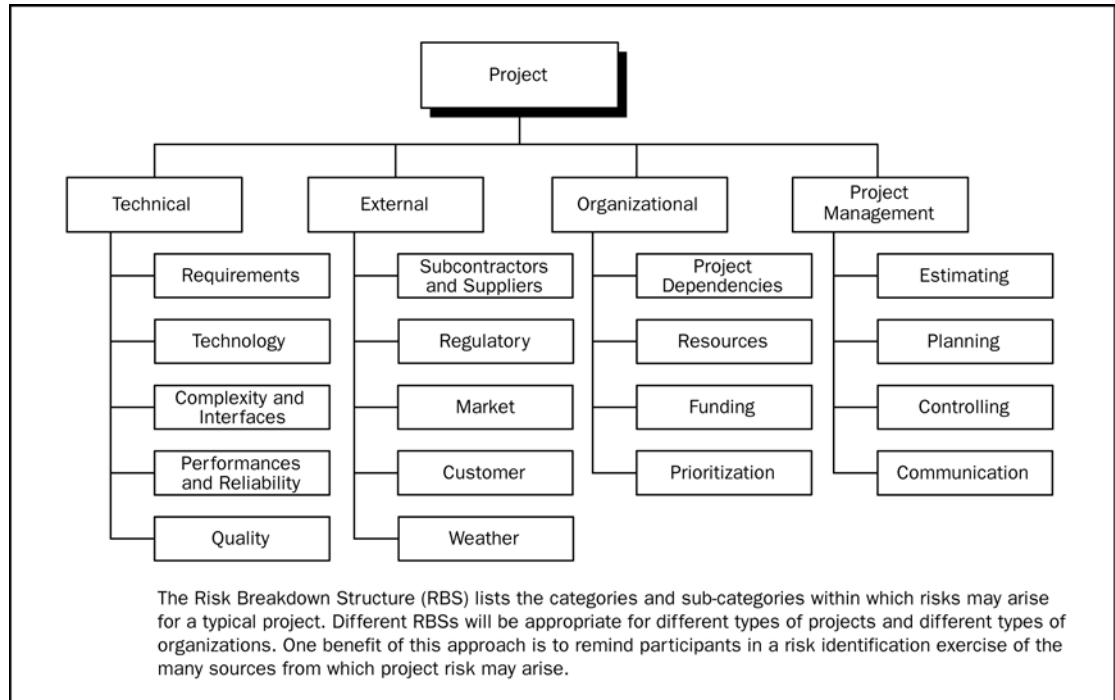 Project
Technical
External
Organizational
Project
Management
Requirements
Technology
Complexity and
Interfaces
Performances
and Reliability
Quality
Subcontractors
and Suppliers
Regulatory
Market
Customer
Weather
Project
Dependencies
Resources
Funding
Prioritization
Estimating
Planning
Controlling
Communication
The Risk Breakdown Structure (RBS) lists the categories and sub-categories within which risks may arise
for a typical project. Different RBSs will be appropriate for different types of projects and different types of
organizations. One benefit of this approach is to remind participants in a risk identification exercise of the
many sources from which project risk may arise.